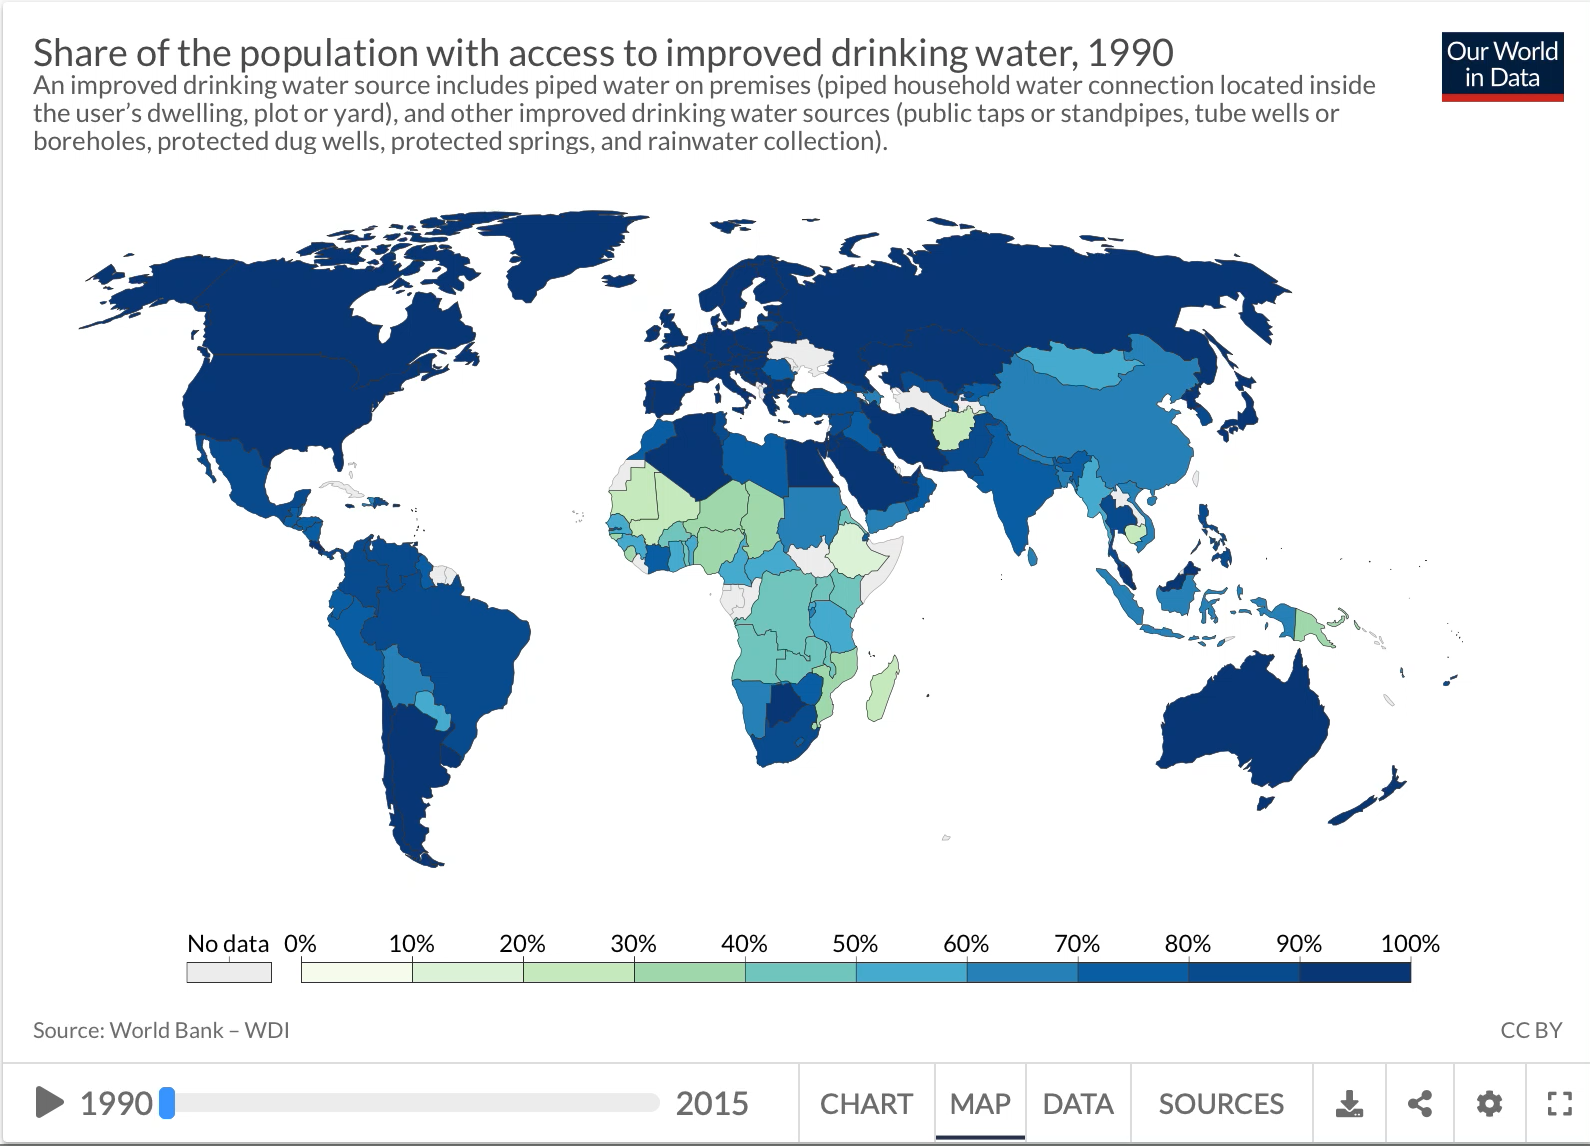 Share of the population with access to improved drinking water, 1990
Our World
in Data
An improved drinking water source includes piped water on premises (piped household water connection located inside
the user's dwelling, plot or yard), and other improved drinking water sources (public taps or standpipes, tube wells or
boreholes, protected dug wells, protected springs, and rainwater collection).
No data 0% 10% 20% 30% 40% 50% 60% 70% 80% 90% 100%
Source: World Bank – WDI
CC BY
1990 2015 CHART MAP DATA SOURCES